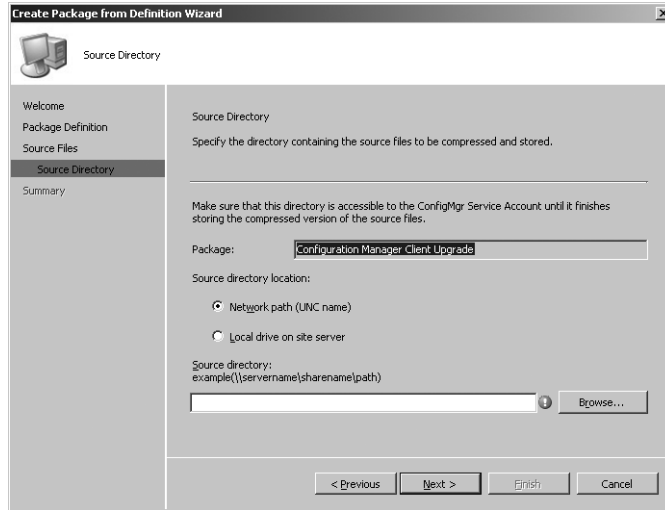 Create Package from Definition Wizard
Source Directory
Welcome
Package Definition
Source Files
Source Directory
Summary
Source Directory
Specify the directory containing the source files to be compressed and stored.
Make sure that this directory is accessible to the ConfigMgr Service Account until it finishes
storing the compressed version of the source files.
Package: Configuration Manager Client Upgrade
Source directory location:
Network path (UNC name)
Local drive on site server
Source directory:
example(\\servername\sharename\path)
Browse...
< Previous Next > Finish Cancel